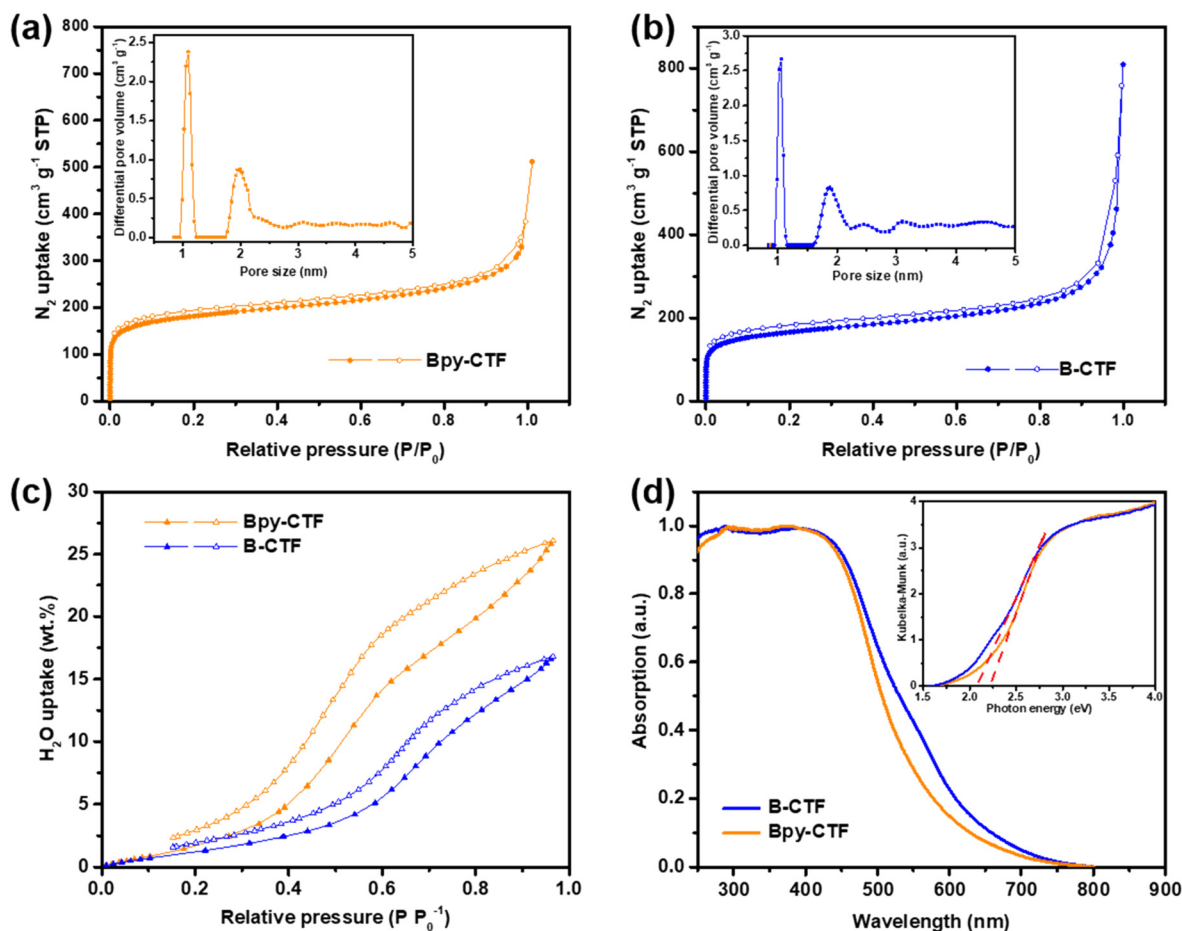 (a)
800
700
600
500
400
300
200
100
0
N₂ uptake (cm³ g⁻¹ STP)
0.0 0.2 0.4 0.6 0.8 1.0
Relative pressure (P/P₀)
Bpy-CTF
2.5
2.0
1.5
1.0
0.5
0.0
Differential pore volume (cm³ g⁻¹)
1 2 3 4 5
Pore size (nm)
(b)
800
600
400
200
0
N₂ uptake (cm³ g⁻¹ STP)
0.0 0.2 0.4 0.6 0.8 1.0
Relative pressure (P/P₀)
B-CTF
3.0
2.5
2.0
1.5
1.0
0.5
0.0
Differential pore volume (cm³ g⁻¹)
1 2 3 4 5
Pore size (nm)
(c)
30
25
20
15
10
5
0
H₂O uptake (wt.%)
0.0 0.2 0.4 0.6 0.8 1.0
Relative pressure (P P₀⁻¹)
Bpy-CTF
B-CTF
(d)
1.0
0.8
0.6
0.4
0.2
0.0
Absorption (a.u.)
300 400 500 600 700 800 900
Wavelength (nm)
B-CTF
Bpy-CTF
4
3
2
1
0
Kubelka-Munk (a.u.)
1.5 2.0 2.5 3.0 3.5 4.0
Photon energy (eV)